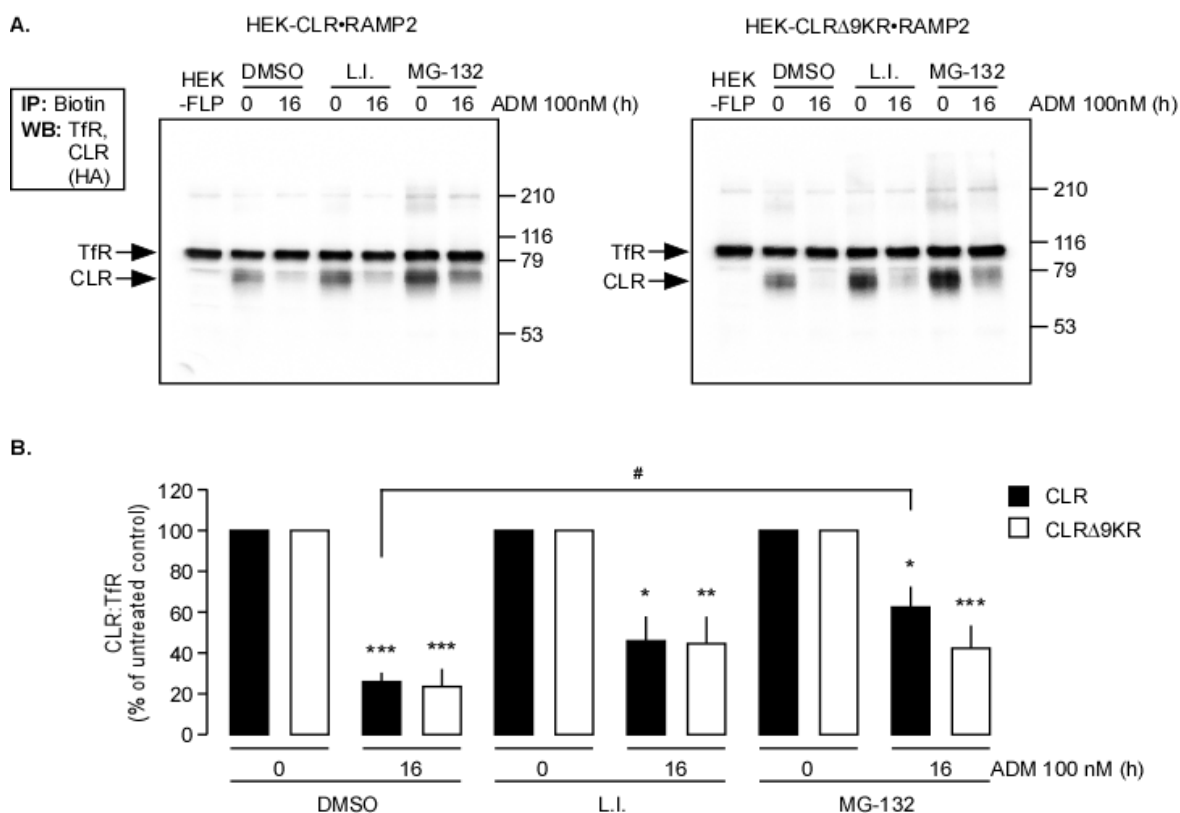 A.
HEK-CLR•RAMP2
HEK-CLRΔ9KR•RAMP2
IP: Biotin
WB: TfR,
CLR
(HA)
HEK
-FLP
DMSO L.I. MG-132
0 16 0 16 0 16 ADM 100nM (h)
HEK
-FLP
DMSO L.I. MG-132
0 16 0 16 0 16 ADM 100nM (h)
TfR
CLR
210
116
79
53
TfR
CLR
210
116
79
53
B.
#
CLR:TfR
(% of untreated control)
120
100
80
60
40
20
0
*** ***
* **
* ***
CLR
CLRΔ9KR
0 16 0 16 0 16 ADM 100 nM (h)
DMSO L.I. MG-132